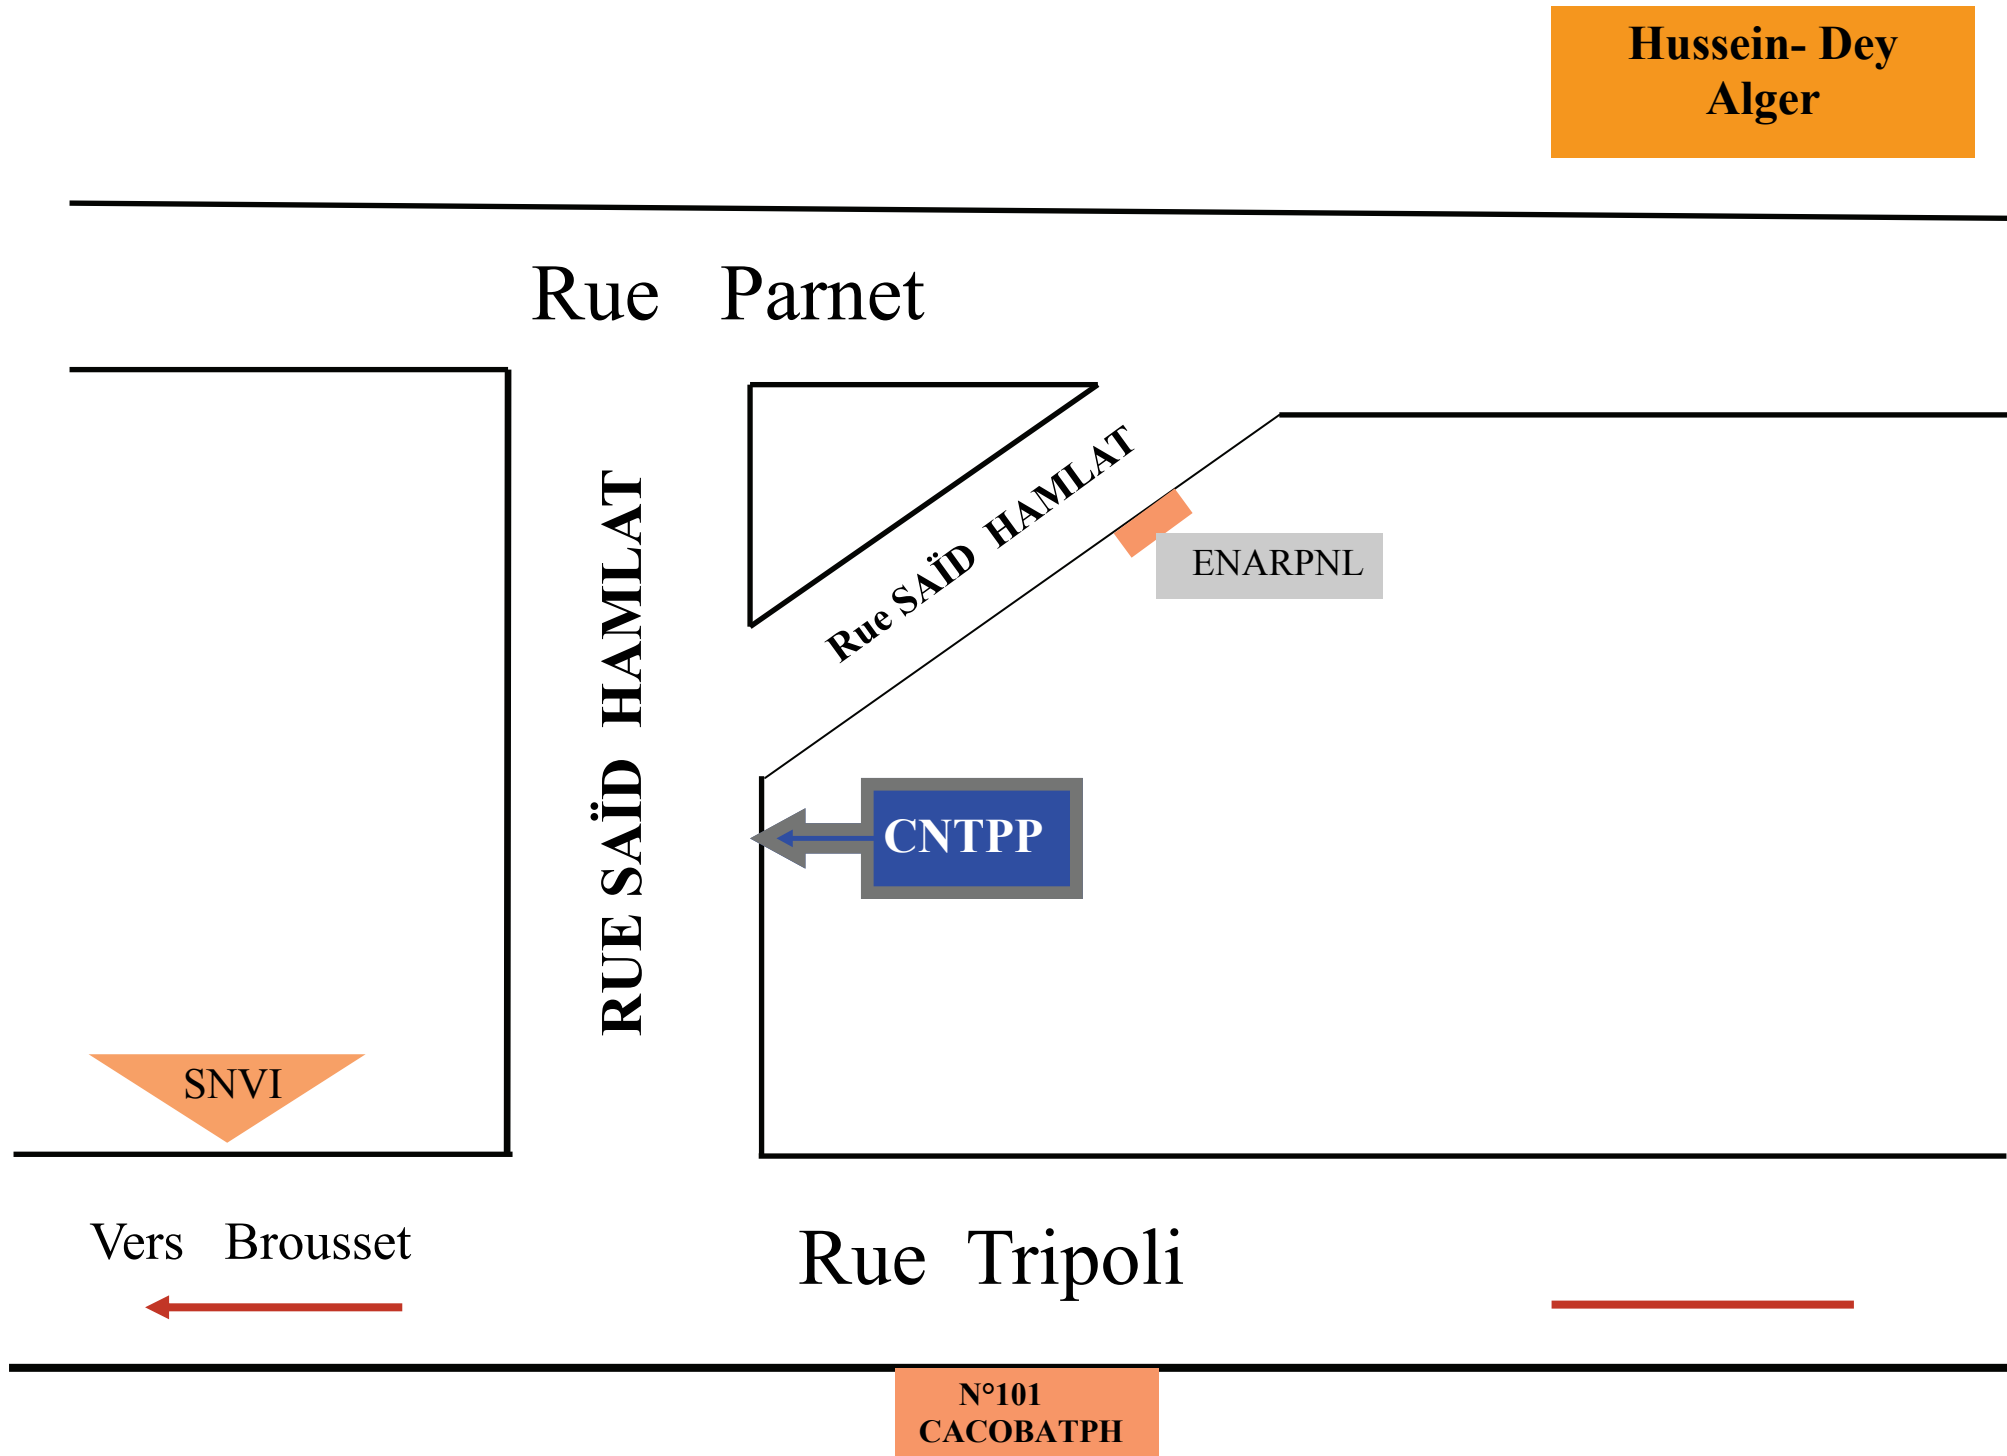 Hussein- Dey
Alger
Rue Parnet
RUE SAÏD HAMLAT
Rue SAÏD HAMLAT
ENARPNL
CNTPP
SNVI
Vers Brousset
Rue Tripoli
N°101
CACOBATPH